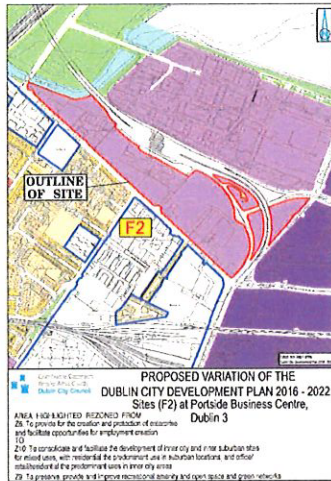 OUTLINE
OF SITE
F2
Dublin City Council
PROPOSED VARIATION OF THE
DUBLIN CITY DEVELOPMENT PLAN 2016 - 2022
Sites (F2) at Portside Business Centre,
Dublin 3
AREA HIGHLIGHTED REZONED FROM
Z6. To provide for the creation and protection of enterprise
and facilitate opportunities for employment creation
TO
Z10 To consolidate and facilitate the development of inner city and inner suburban sites
for mixed uses, with residential the predominant use in suburban locations, and office/
residential the predominant uses in inner city areas
Z9 To preserve, provide and improve recreational amenity and open space and green networks